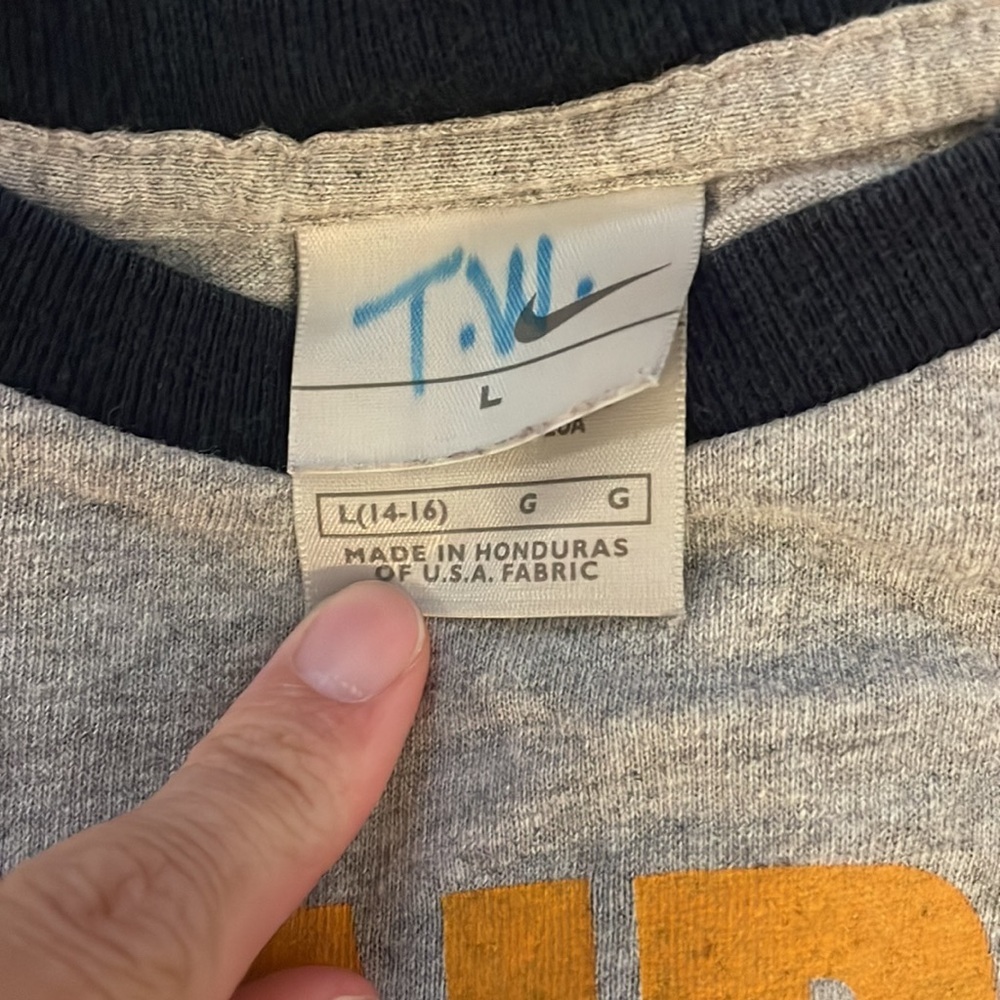 T.W.
L
L(14-16) G G
MADE IN HONDURAS
OF U.S.A. FABRIC